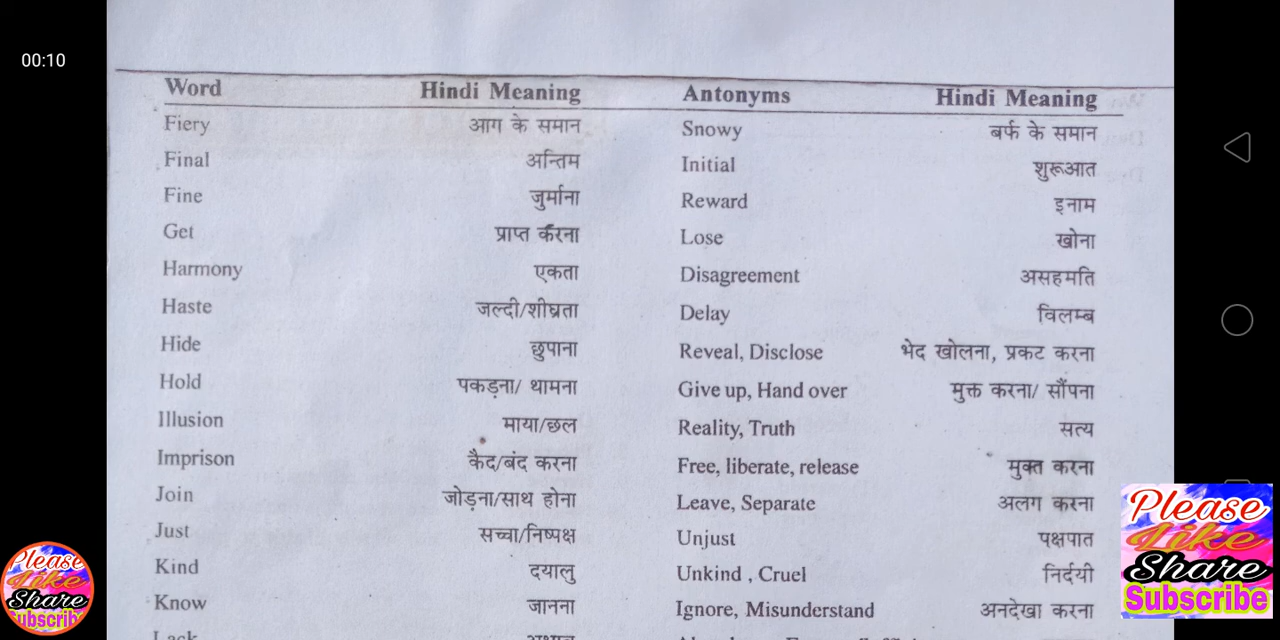 00:10
Word Hindi Meaning Antonyms Hindi Meaning
Fiery आग के समान Snowy बर्फ के समान
Final अन्तिम Initial शुरूआत
Fine जुर्माना Reward इनाम
Get प्राप्त करना Lose खोना
Harmony एकता Disagreement असहमति
Haste जल्दी/शीघ्रता Delay विलम्ब
Hide छुपाना Reveal, Disclose भेद खोलना, प्रकट करना
Hold पकड़ना/ थामना Give up, Hand over मुक्त करना/ सौंपना
Illusion माया/छल Reality, Truth सत्य
Imprison कैद/बंद करना Free, liberate, release मुक्त करना
Join जोड़ना/साथ होना Leave, Separate अलग करना
Just सच्चा/निष्पक्ष Unjust पक्षपात
Kind दयालु Unkind , Cruel निर्दयी
Know जानना Ignore, Misunderstand अनदेखा करना
Lack
Please
Like
Share
Subscribe
Please
Like
Share
Subscribe